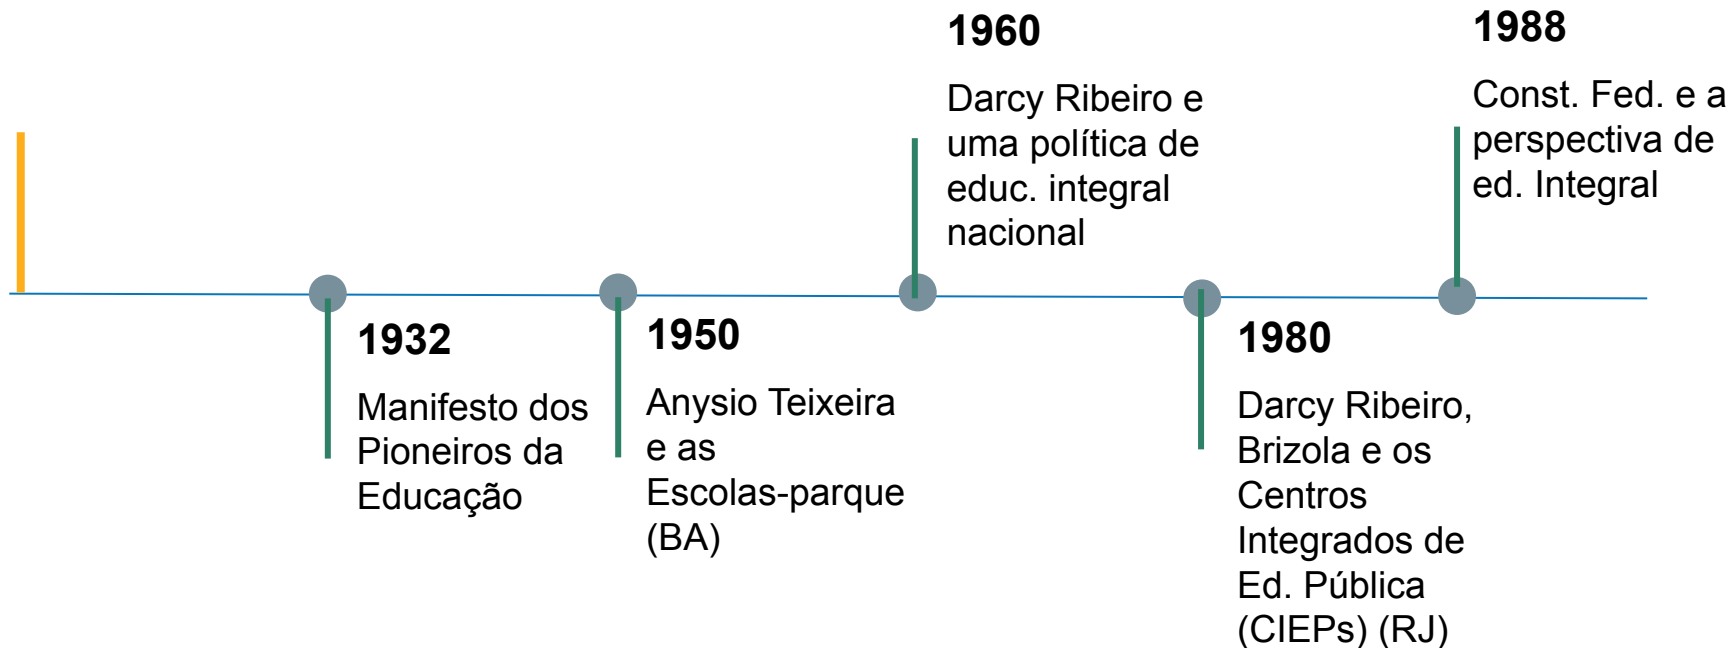 1932
Manifesto dos
Pioneiros da
Educação
1950
Anysio Teixeira
e as
Escolas-parque
(BA)
1960
Darcy Ribeiro e
uma política de
educ. integral
nacional
1980
Darcy Ribeiro,
Brizola e os
Centros
Integrados de
Ed. Pública
(CIEPs) (RJ)
1988
Const. Fed. e a
perspectiva de
ed. Integral